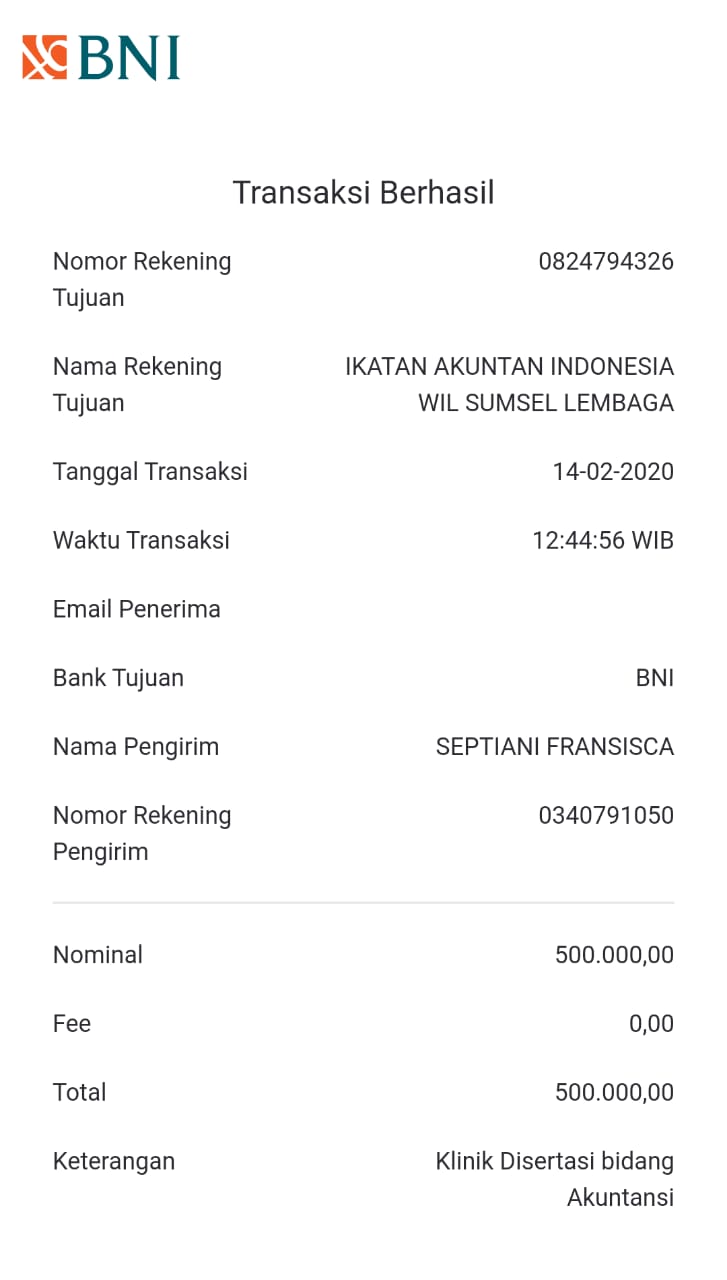 BNI
Transaksi Berhasil
Nomor Rekening Tujuan 0824794326
Nama Rekening Tujuan IKATAN AKUNTAN INDONESIA WIL SUMSEL LEMBAGA
Tanggal Transaksi 14-02-2020
Waktu Transaksi 12:44:56 WIB
Email Penerima
Bank Tujuan BNI
Nama Pengirim SEPTIANI FRANSISCA
Nomor Rekening Pengirim 0340791050
Nominal 500.000,00
Fee 0,00
Total 500.000,00
Keterangan Klinik Disertasi bidang Akuntansi